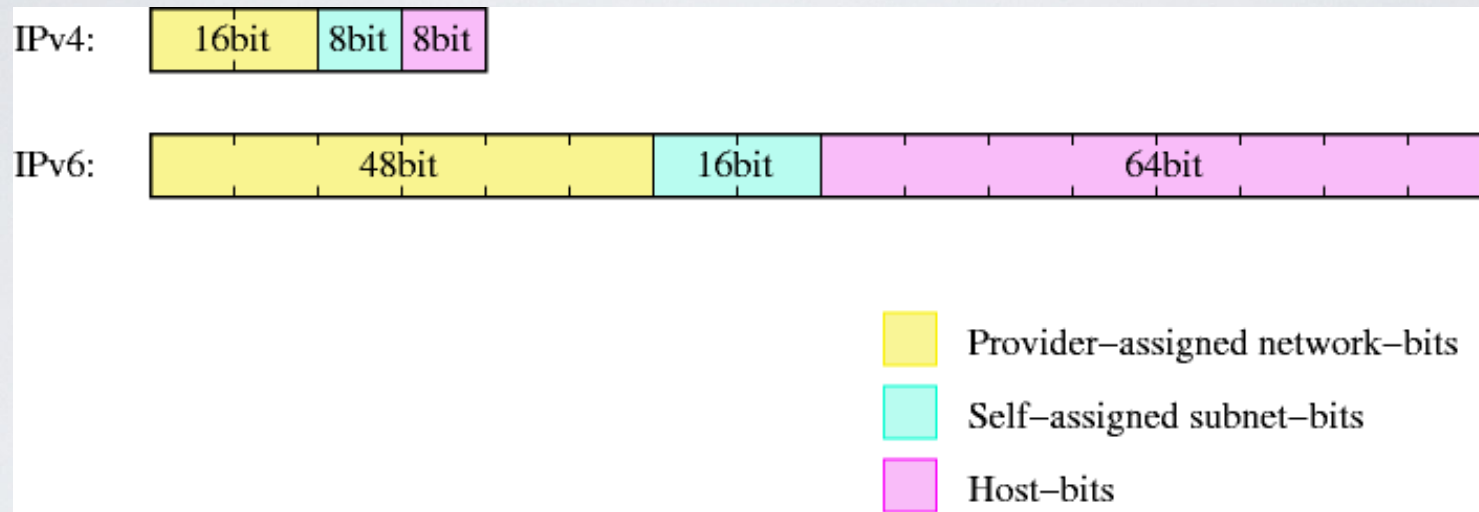 IPv4: 16bit 8bit 8bit
IPv6: 48bit 16bit 64bit
Provider−assigned network−bits
Self−assigned subnet−bits
Host−bits